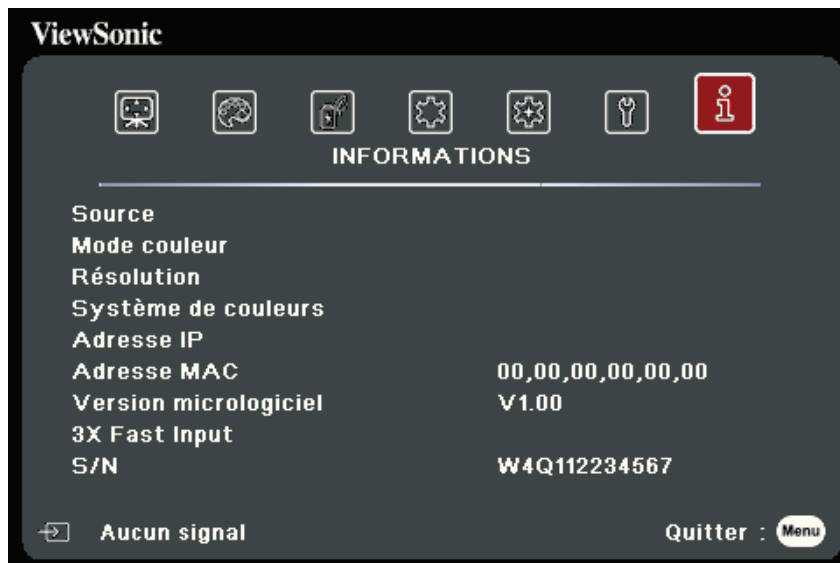 ViewSonic
INFORMATIONS
Source
Mode couleur
Résolution
Système de couleurs
Adresse IP
Adresse MAC 00,00,00,00,00,00
Version micrologiciel V1.00
3X Fast Input
S/N W4Q112234567
Aucun signal Quitter : Menu